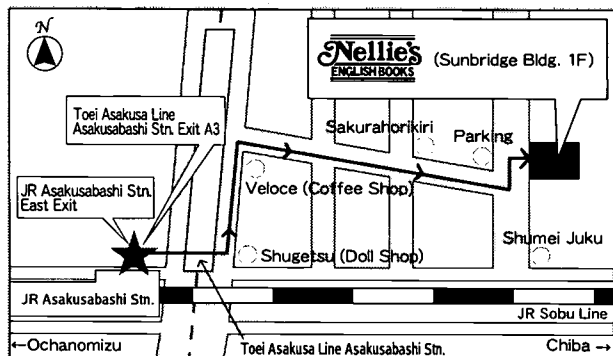 N
Nellie's
ENGLISH BOOKS
(Sunbridge Bldg. 1F)
Toei Asakusa Line
Asakusabashi Stn. Exit A3
Sakurahorikiri
Parking
JR Asakusabashi Stn.
East Exit
Veloce (Coffee Shop)
Shugetsu (Doll Shop)
Shumei Juku
JR Asakusabashi Stn.
JR Sobu Line
←Ochanomizu
Toei Asakusa Line Asakusabashi Stn.
Chiba →